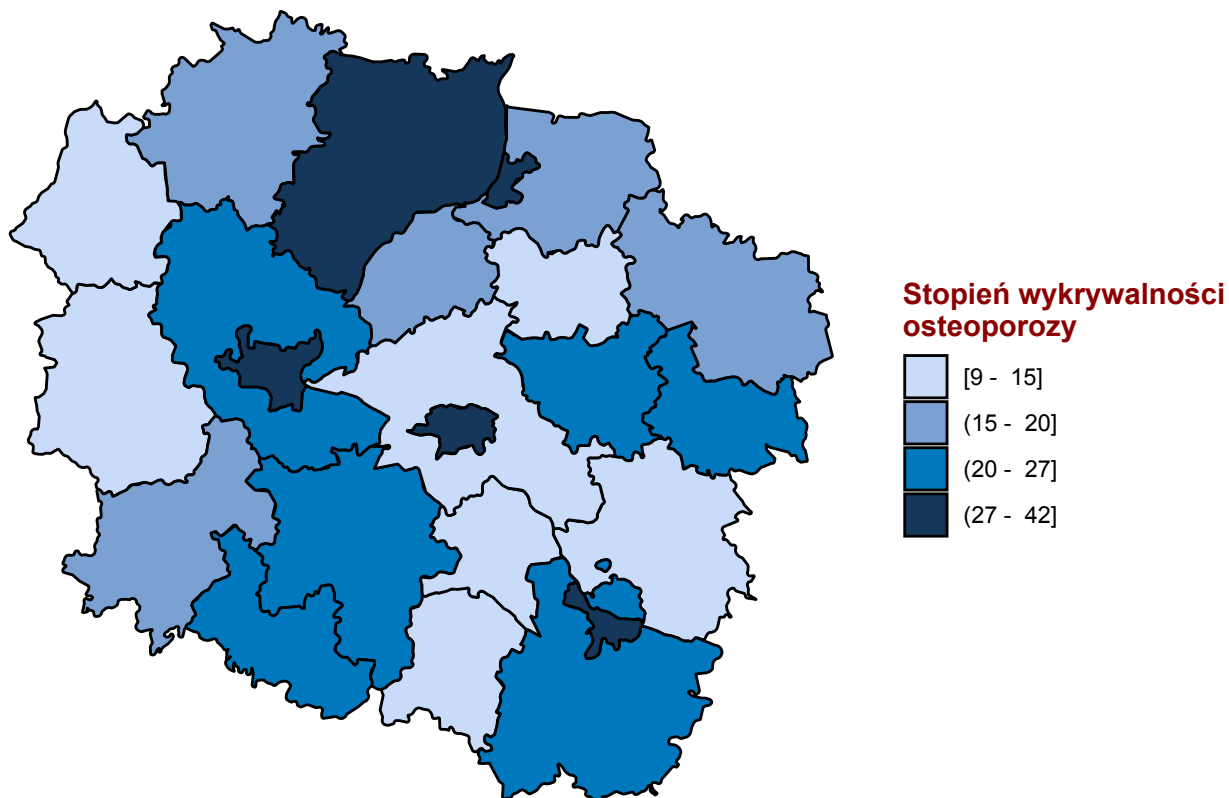 Stopień wykrywalności
osteoporozy
[9 - 15]
(15 - 20]
(20 - 27]
(27 - 42]